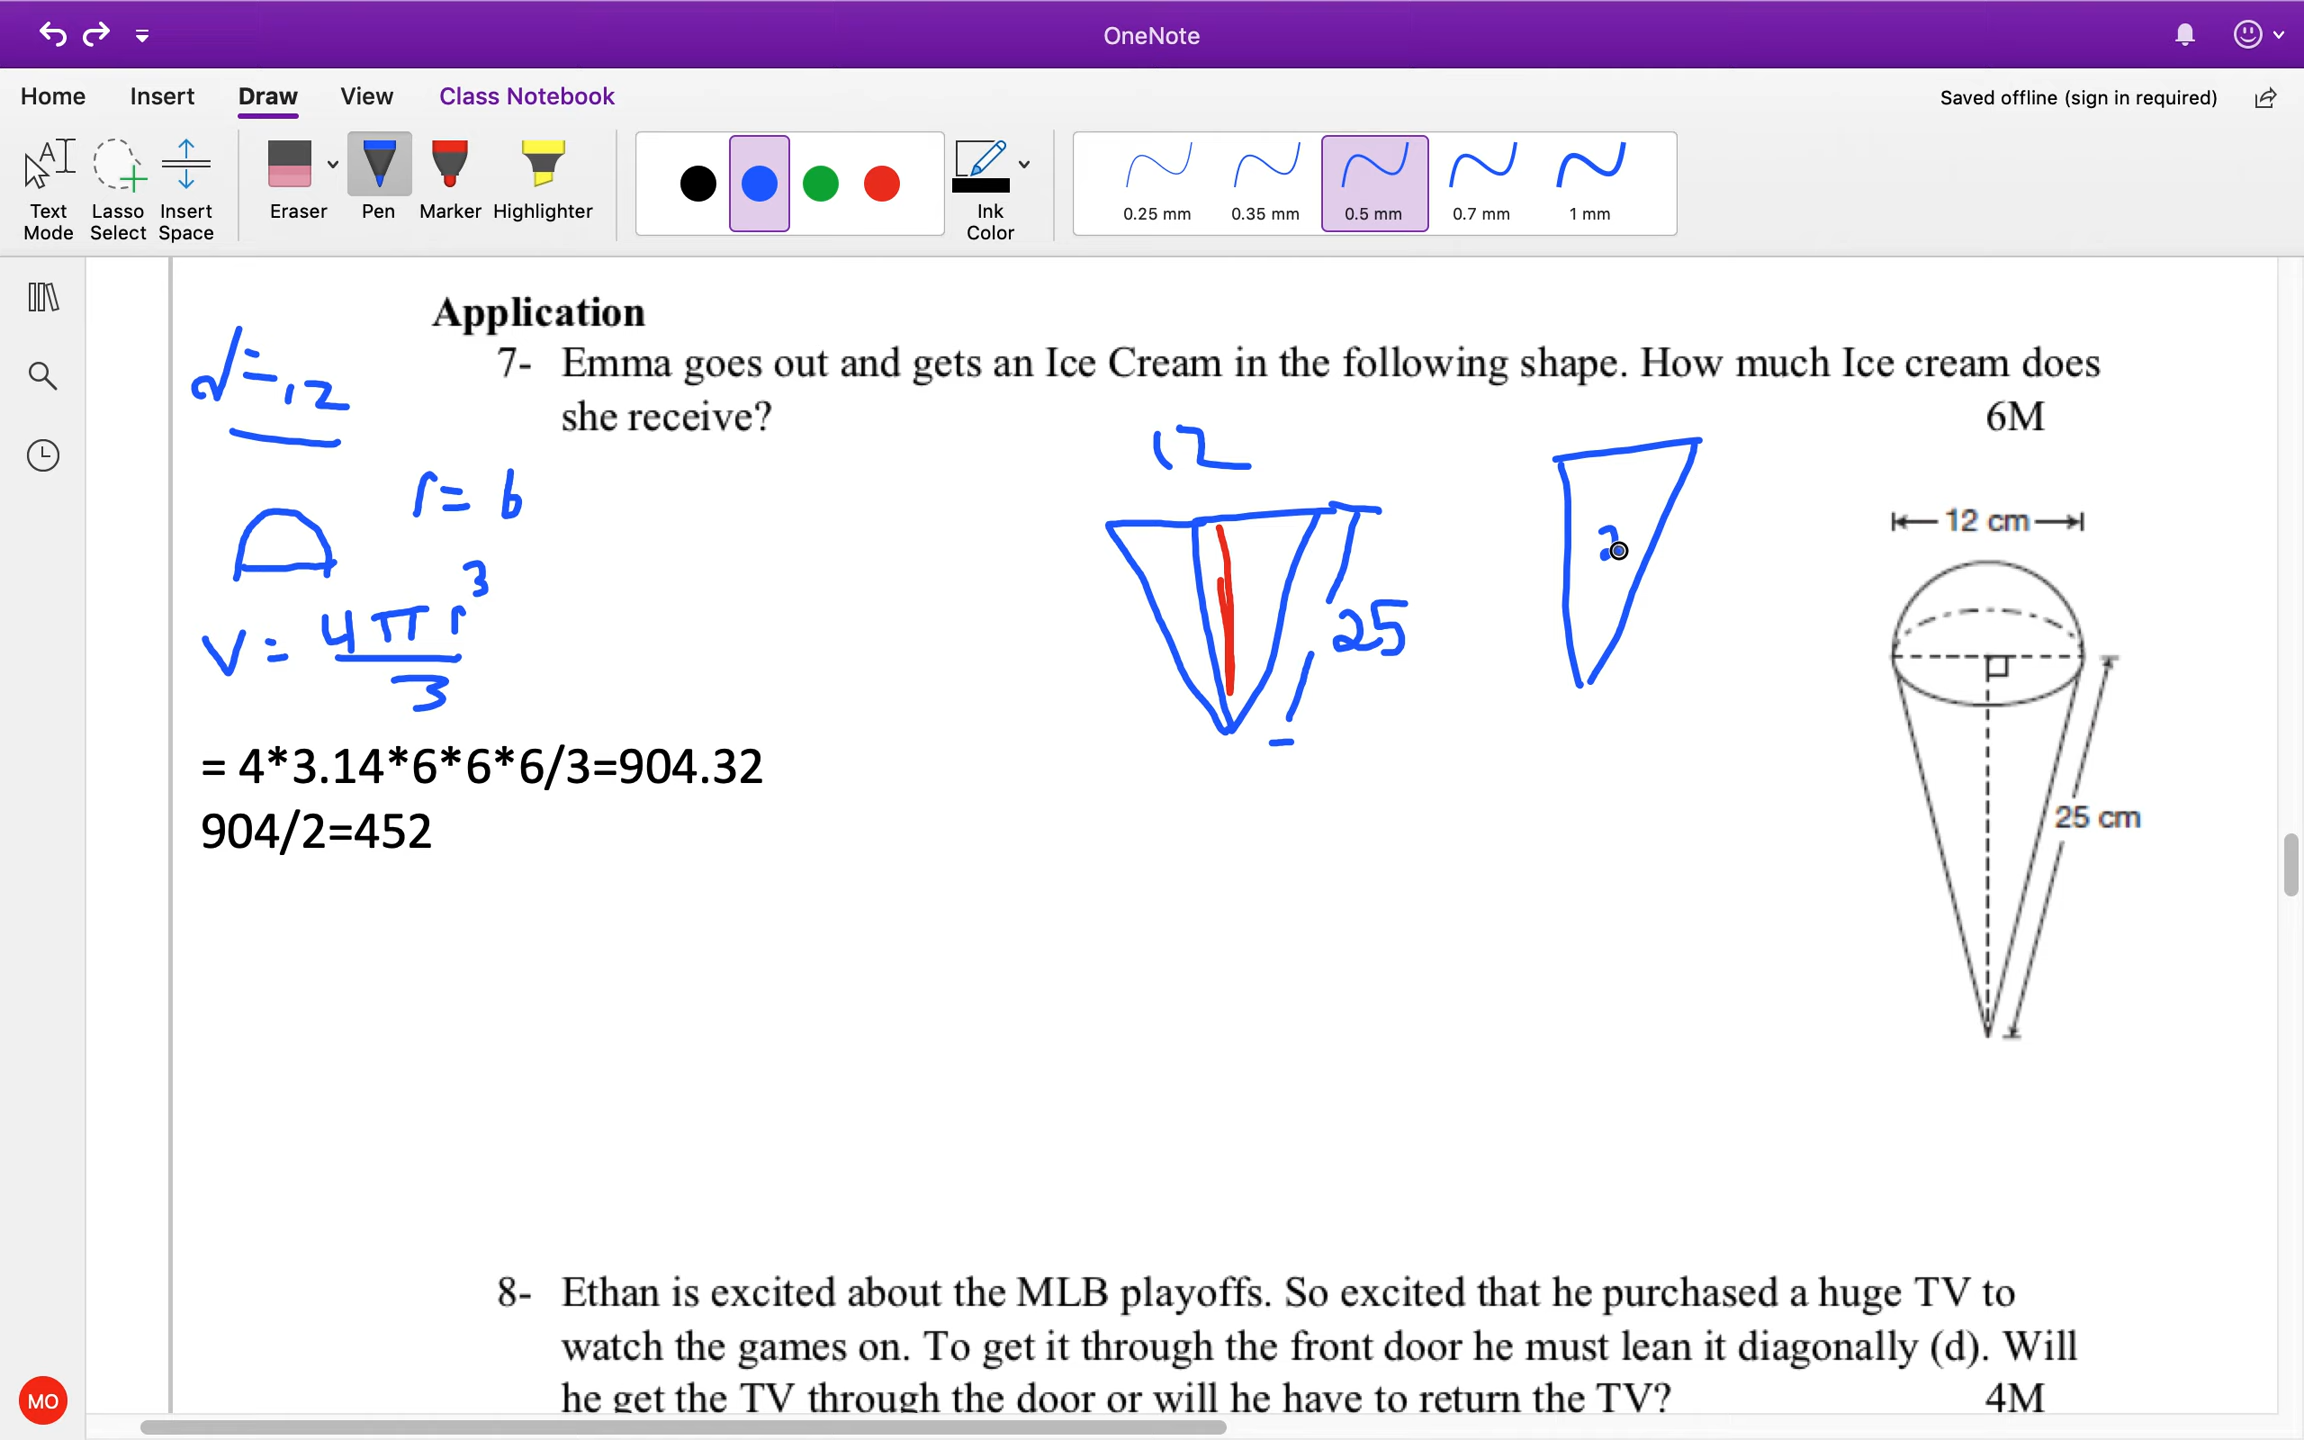 OneNote
Home Insert Draw View Class Notebook
Saved offline (sign in required)
Text Mode
Lasso Select
Insert Space
Eraser
Pen
Marker
Highlighter
Ink Color
0.25 mm
0.35 mm
0.5 mm
0.7 mm
1 mm
Application
7- Emma goes out and gets an Ice Cream in the following shape. How much Ice cream does
she receive? 6M
d=12
r= 6
V= 4πr³
3
= 4*3.14*6*6*6/3=904.32
904/2=452
12
25
?
12 cm
25 cm
8- Ethan is excited about the MLB playoffs. So excited that he purchased a huge TV to
watch the games on. To get it through the front door he must lean it diagonally (d). Will
he get the TV through the door or will he have to return the TV? 4M
MO